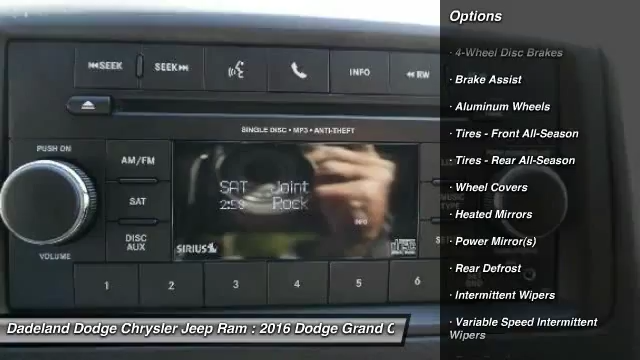 Options
· 4-Wheel Disc Brakes
· Brake Assist
· Aluminum Wheels
· Tires - Front All-Season
· Tires - Rear All-Season
· Wheel Covers
· Heated Mirrors
· Power Mirror(s)
· Rear Defrost
· Intermittent Wipers
· Variable Speed Intermittent
Wipers
SEEK
SEEK
INFO
RW
SINGLE DISC • MP3 • ANTI-THEFT
PUSH ON
VOLUME
AM/FM
SAT
DISC
AUX
SAT Joint
2:59 Rock
INFO
SIRIUS
1 2 3 4 5 6
Dadeland Dodge Chrysler Jeep Ram : 2016 Dodge Grand C